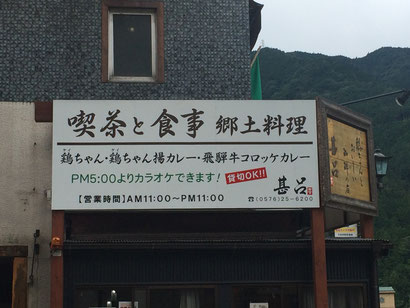 喫茶と食事 郷土料理
鶏ちゃん・鶏ちゃん揚カレー・飛騨牛コロッケカレー
PM5:00よりカラオケできます! 貸切OK!!
【営業時間】AM11:00〜PM11:00
甚呂
☎(0576)25-6200